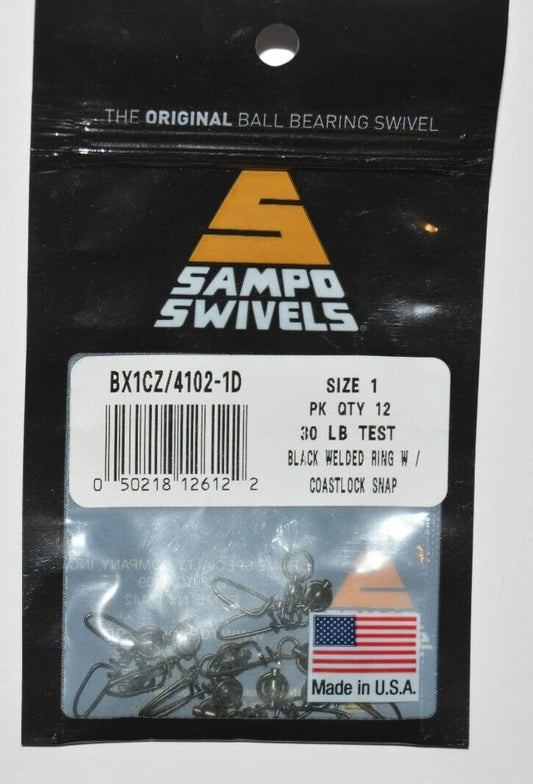 THE ORIGINAL BALL BEARING SWIVEL
S
SAMPO
SWIVELS®
BX1CZ/4102-1D
SIZE 1
PK QTY 12
30 LB TEST
BLACK WELDED RING W /
COASTLOCK SNAP
0 50218 12612 2
Made in U.S.A.